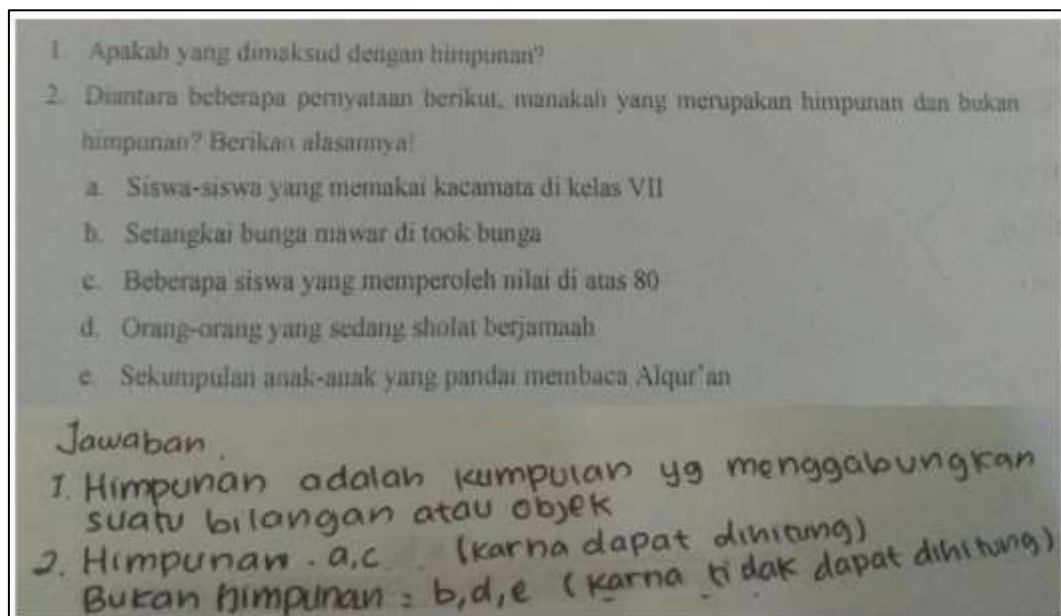 1. Apakah yang dimaksud dengan himpunan?
2. Diantara beberapa pernyataan berikut, manakah yang merupakan himpunan dan bukan
himpunan? Berikan alasannya!
a. Siswa-siswa yang memakai kacamata di kelas VII
b. Setangkai bunga mawar di took bunga
c. Beberapa siswa yang memperoleh nilai di atas 80
d. Orang-orang yang sedang sholat berjamaah
e. Sekumpulan anak-anak yang pandai membaca Alqur'an
Jawaban.
1. Himpunan adalah kumpulan yg menggabungkan
suatu bilangan atau objek
2. Himpunan . a,c . (karna dapat dihitung)
Bukan himpunan : b,d,e (karna tidak dapat dihitung)